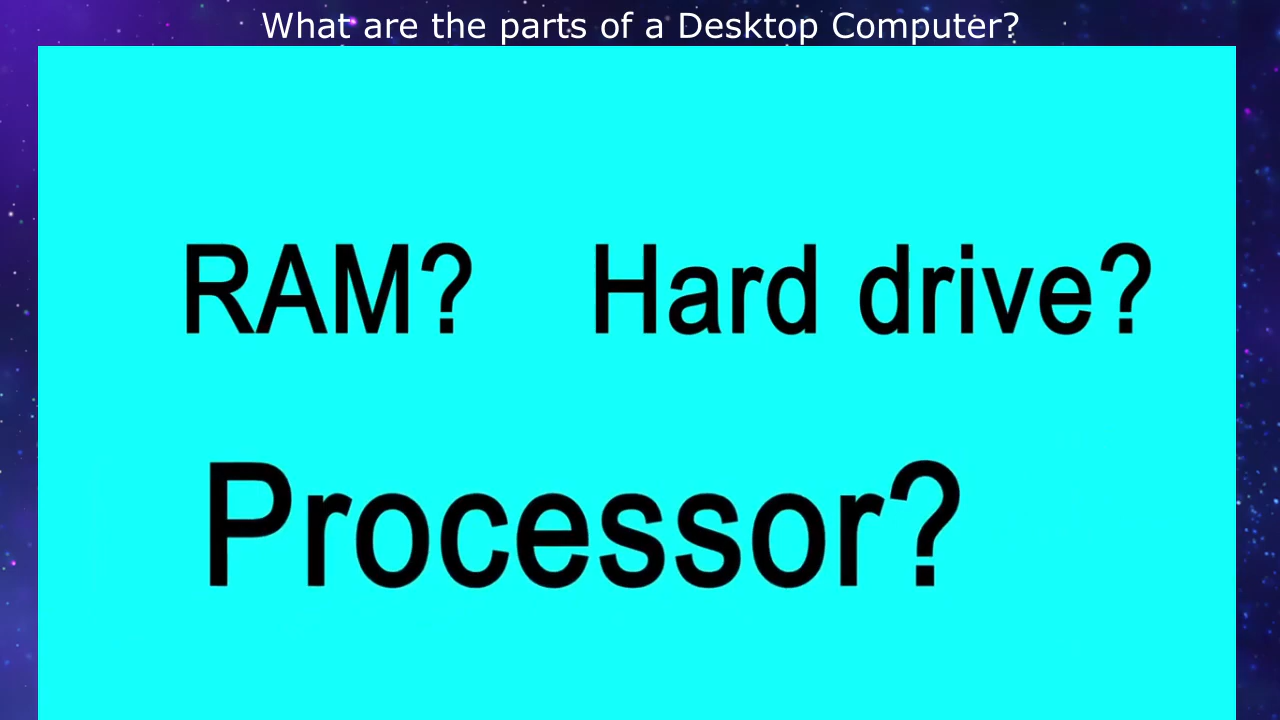 What are the parts of a Desktop Computer?
RAM? Hard drive?
Processor?